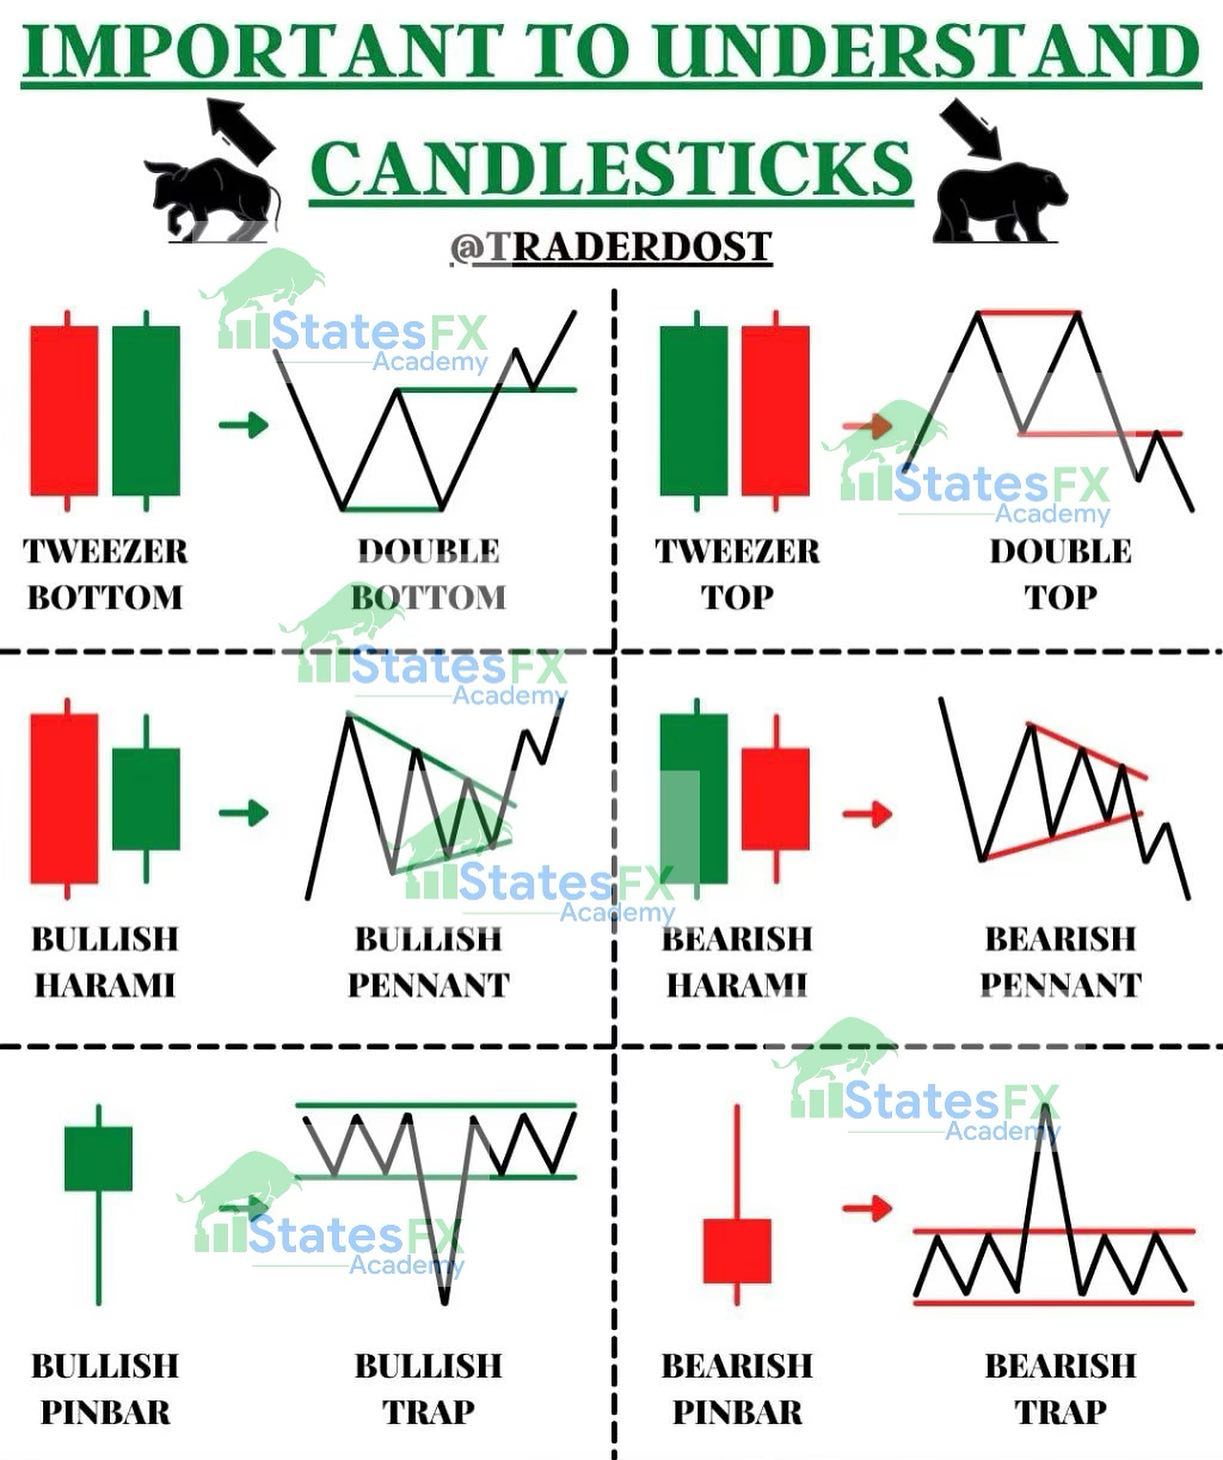 IMPORTANT TO UNDERSTAND
CANDLESTICKS
@TRADERDOST
StatesFX
Academy
TWEEZER
BOTTOM
DOUBLE
BOTTOM
StatesFX
Academy
TWEEZER
TOP
DOUBLE
TOP
StatesFX
Academy
BULLISH
HARAMI
BULLISH
PENNANT
StatesFX
Academy
BEARISH
HARAMI
BEARISH
PENNANT
StatesFX
Academy
BULLISH
PINBAR
BULLISH
TRAP
StatesFX
Academy
BEARISH
PINBAR
BEARISH
TRAP